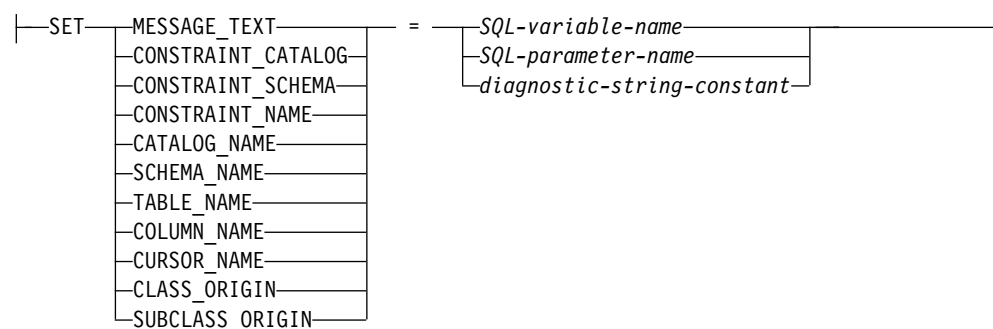 SET MESSAGE_TEXT = SQL-variable-name
CONSTRAINT_CATALOG SQL-parameter-name
CONSTRAINT_SCHEMA diagnostic-string-constant
CONSTRAINT_NAME
CATALOG_NAME
SCHEMA_NAME
TABLE_NAME
COLUMN_NAME
CURSOR_NAME
CLASS_ORIGIN
SUBCLASS_ORIGIN